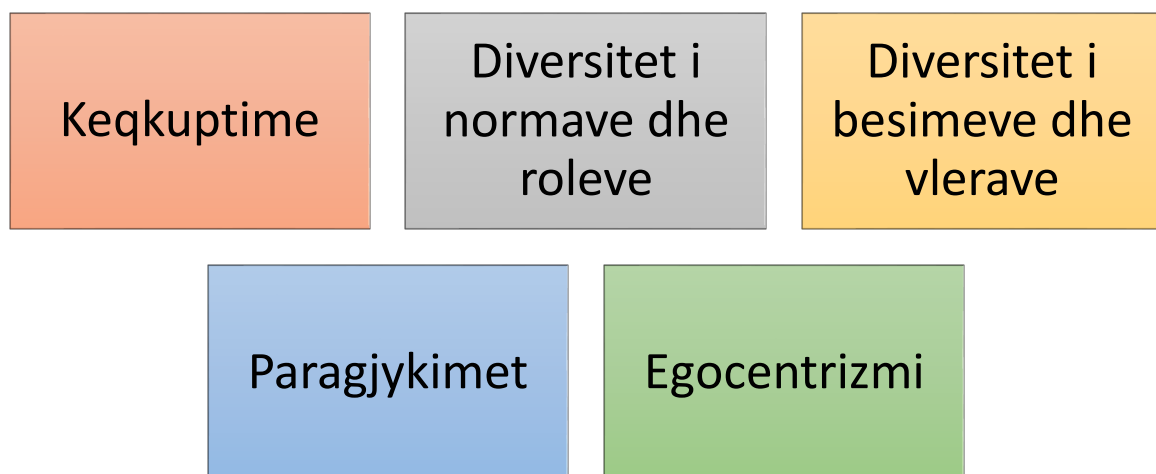 Keqkuptime
Diversitet i
normave dhe
roleve
Diversitet i
besimeve dhe
vlerave
Paragjykimet
Egocentrizmi